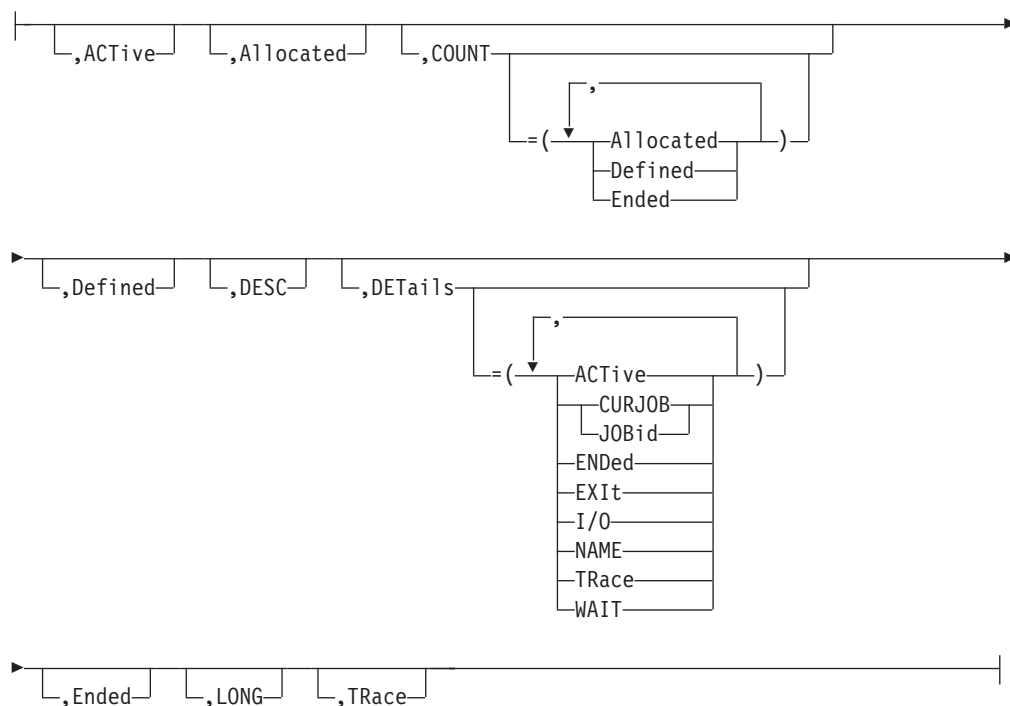 ,ACTive ,Allocated ,COUNT
,
=( Allocated )
Defined
Ended
,Defined ,DESC ,DETails
,
=( ACTive )
CURJOB
JOBid
ENDed
EXIt
I/O
NAME
TRace
WAIT
,Ended ,LONG ,TRace